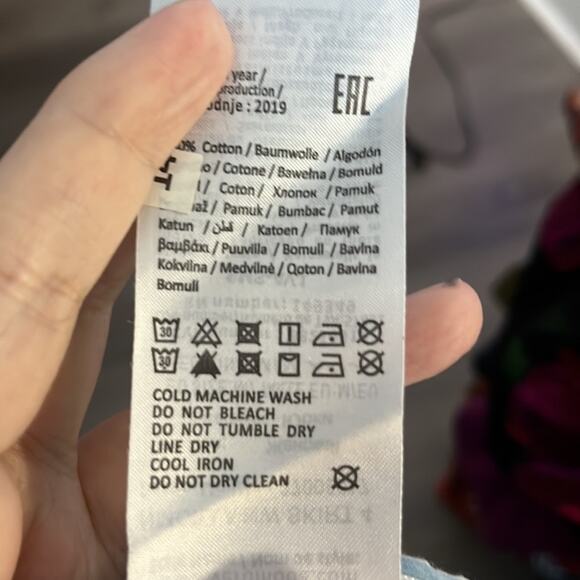 year /
production /
dnje : 2019
EAC
% Cotton / Baumwolle / Algodón
/ Cotone / Bawełna / Bomuld
/ Coton / Хлопок / Pamuk
/ Pamuk / Bumbac / Pamut
Katun / قطن / Katoen / Памук
βαμβάκι / Puuvilla / Bomull / Bavlna
Kokvilna / Medvilnė / Qoton / Bavlna
Bomull
30
30
COLD MACHINE WASH
DO NOT BLEACH
DO NOT TUMBLE DRY
LINE DRY
COOL IRON
DO NOT DRY CLEAN